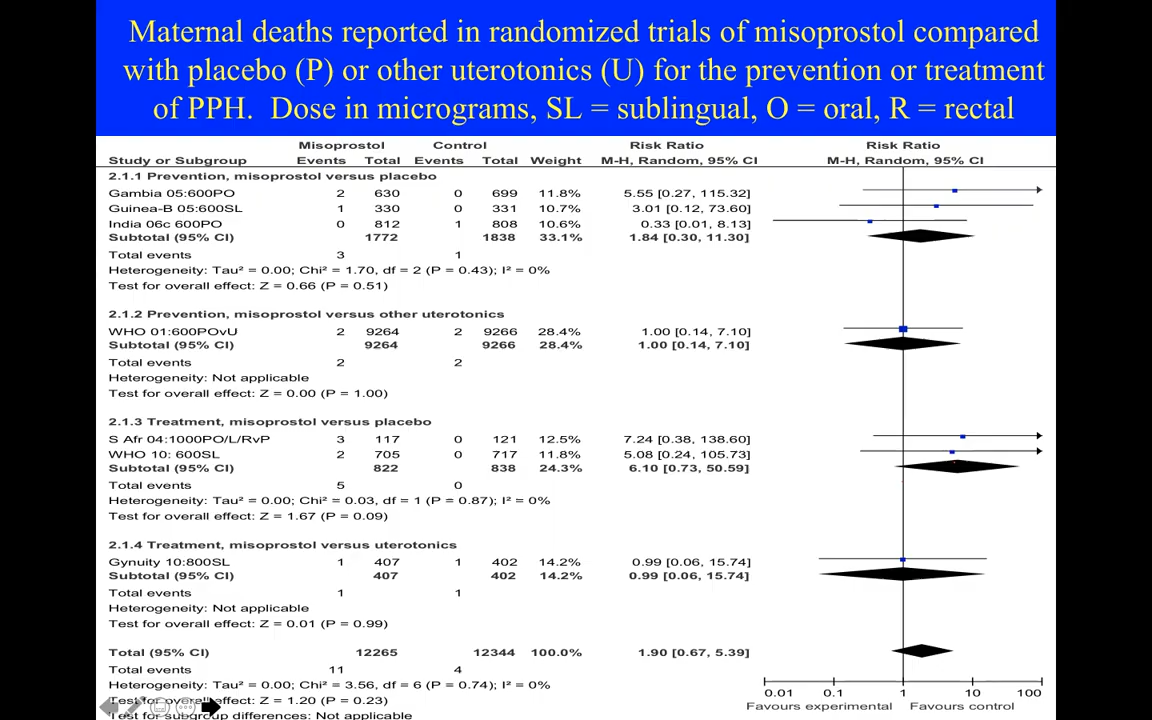 Maternal deaths reported in randomized trials of misoprostol compared
with placebo (P) or other uterotonics (U) for the prevention or treatment
of PPH. Dose in micrograms, SL = sublingual, O = oral, R = rectal
Misoprostol Control Risk Ratio Risk Ratio
Study or Subgroup Events Total Events Total Weight M-H, Random, 95% CI M-H, Random, 95% CI
2.1.1 Prevention, misoprostol versus placebo
Gambia 05:600PO 2 630 0 699 11.8% 5.55 [0.27, 115.32]
Guinea-B 05:600SL 1 330 0 331 10.7% 3.01 [0.12, 73.60]
India 06c 600PO 0 812 1 808 10.6% 0.33 [0.01, 8.13]
Subtotal (95% CI) 1772 1838 33.1% 1.84 [0.30, 11.30]
Total events 3 1
Heterogeneity: Tau² = 0.00; Chi² = 1.70, df = 2 (P = 0.43); I² = 0%
Test for overall effect: Z = 0.66 (P = 0.51)
2.1.2 Prevention, misoprostol versus other uterotonics
WHO 01:600POvU 2 9264 2 9266 28.4% 1.00 [0.14, 7.10]
Subtotal (95% CI) 9264 9266 28.4% 1.00 [0.14, 7.10]
Total events 2 2
Heterogeneity: Not applicable
Test for overall effect: Z = 0.00 (P = 1.00)
2.1.3 Treatment, misoprostol versus placebo
S Afr 04:1000PO/L/RvP 3 117 0 121 12.5% 7.24 [0.38, 138.60]
WHO 10: 600SL 2 705 0 717 11.8% 5.08 [0.24, 105.73]
Subtotal (95% CI) 822 838 24.3% 6.10 [0.73, 50.59]
Total events 5 0
Heterogeneity: Tau² = 0.00; Chi² = 0.03, df = 1 (P = 0.87); I² = 0%
Test for overall effect: Z = 1.67 (P = 0.09)
2.1.4 Treatment, misoprostol versus uterotonics
Gynuity 10:800SL 1 407 1 402 14.2% 0.99 [0.06, 15.74]
Subtotal (95% CI) 407 402 14.2% 0.99 [0.06, 15.74]
Total events 1 1
Heterogeneity: Not applicable
Test for overall effect: Z = 0.01 (P = 0.99)
Total (95% CI) 12265 12344 100.0% 1.90 [0.67, 5.39]
Total events 11 4
Heterogeneity: Tau² = 0.00; Chi² = 3.56, df = 6 (P = 0.74); I² = 0%
Test for overall effect: Z = 1.20 (P = 0.23)
Test for subgroup differences: Not applicable
0.01 0.1 1 10 100
Favours experimental Favours control